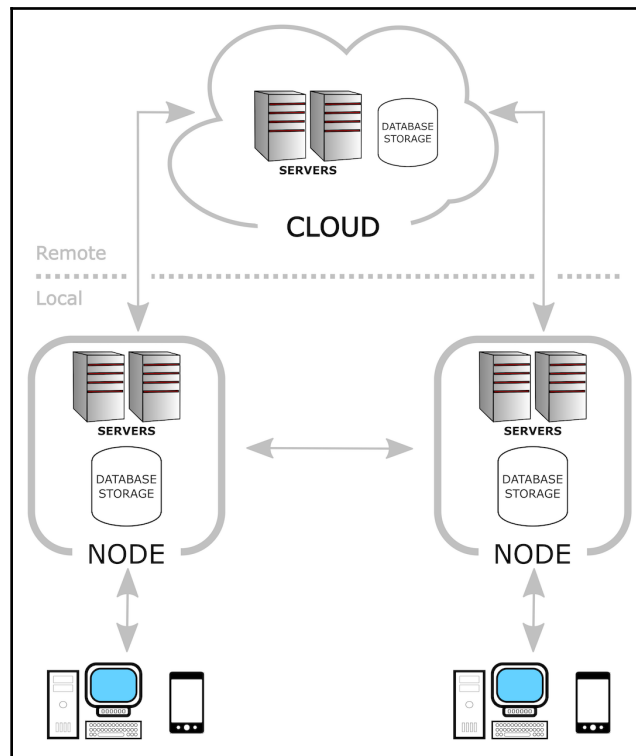 DATABASE
STORAGE
SERVERS
CLOUD
Remote
Local
SERVERS
DATABASE
STORAGE
NODE
SERVERS
DATABASE
STORAGE
NODE